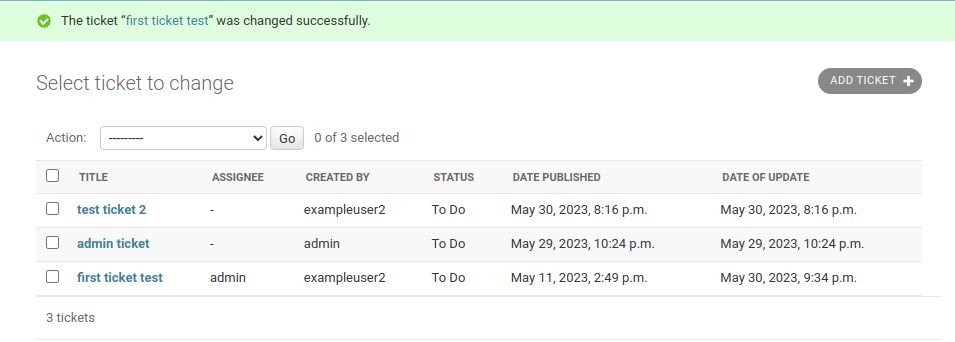 The ticket “first ticket test” was changed successfully.
Select ticket to change
ADD TICKET +
Action: --------- Go 0 of 3 selected
TITLE ASSIGNEE CREATED BY STATUS DATE PUBLISHED DATE OF UPDATE
test ticket 2 - exampleuser2 To Do May 30, 2023, 8:16 p.m. May 30, 2023, 8:16 p.m.
admin ticket - admin To Do May 29, 2023, 10:24 p.m. May 29, 2023, 10:24 p.m.
first ticket test admin exampleuser2 To Do May 11, 2023, 2:49 p.m. May 30, 2023, 9:34 p.m.
3 tickets